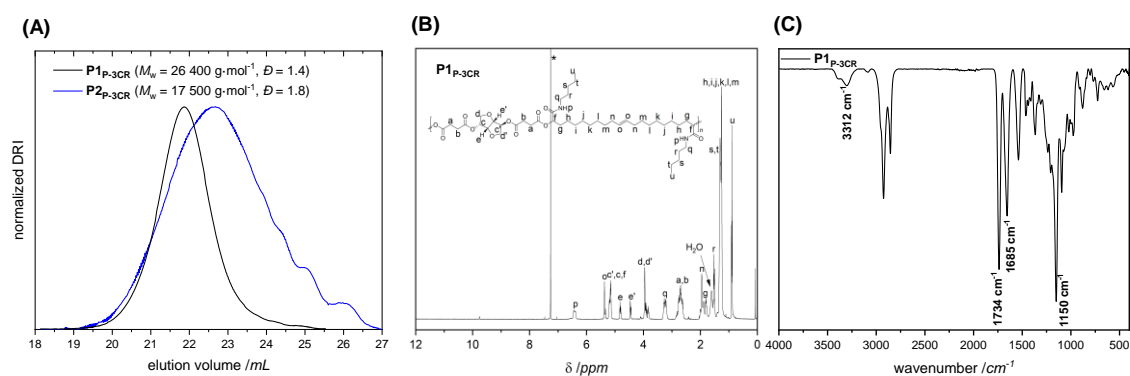 (A)
P1P-3CR (Mw = 26 400 g·mol-1, Đ = 1.4)
P2P-3CR (Mw = 17 500 g·mol-1, Đ = 1.8)
normalized DRI
18 19 20 21 22 23 24 25 26 27
elution volume /mL
(B)
P1P-3CR
*
u
t
s
r
q
NH p
h,i,j,k,l,m
u
s,t
H2O
r
n
g
a,b
q
d,d'
e'
e
o
c',c,f
p
12 10 8 6 4 2 0
δ /ppm
(C)
P1P-3CR
3312 cm-1
1734 cm-1
1685 cm-1
1150 cm-1
4000 3500 3000 2500 2000 1500 1000 500
wavenumber /cm-1